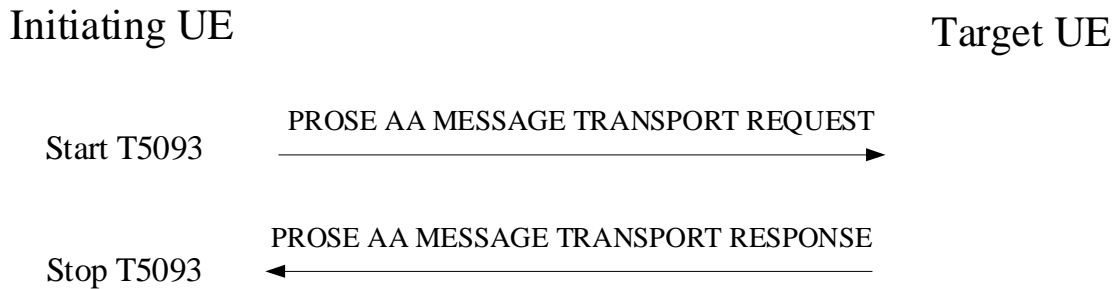 Initiating UE
Target UE
PROSE AA MESSAGE TRANSPORT REQUEST
Start T5093
PROSE AA MESSAGE TRANSPORT RESPONSE
Stop T5093